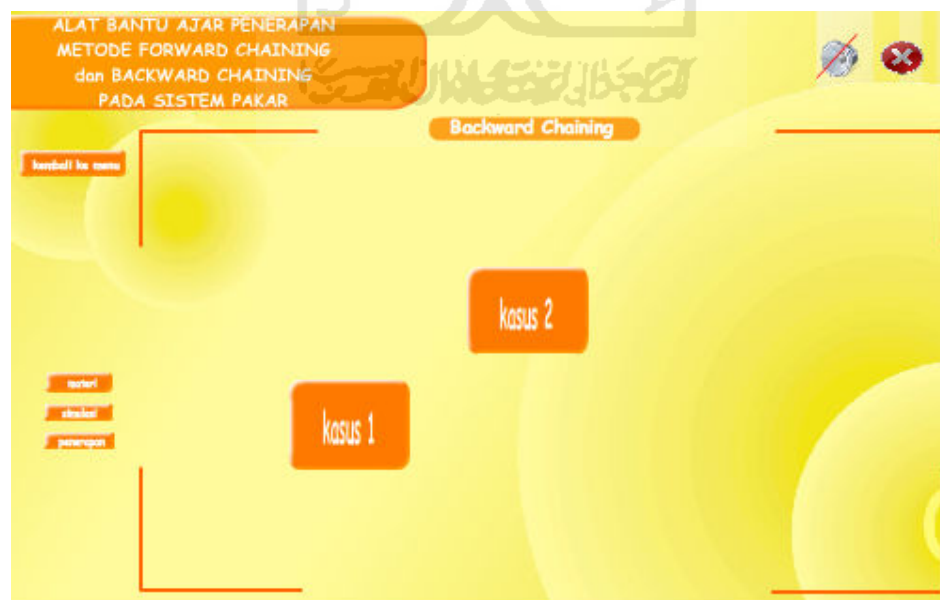 ALAT BANTU AJAR PENERAPAN
METODE FORWARD CHAINING
dan BACKWARD CHAINING
PADA SISTEM PAKAR
Backward Chaining
kembali ke menu
kasus 2
materi
simulasi
kasus 1
penerapan